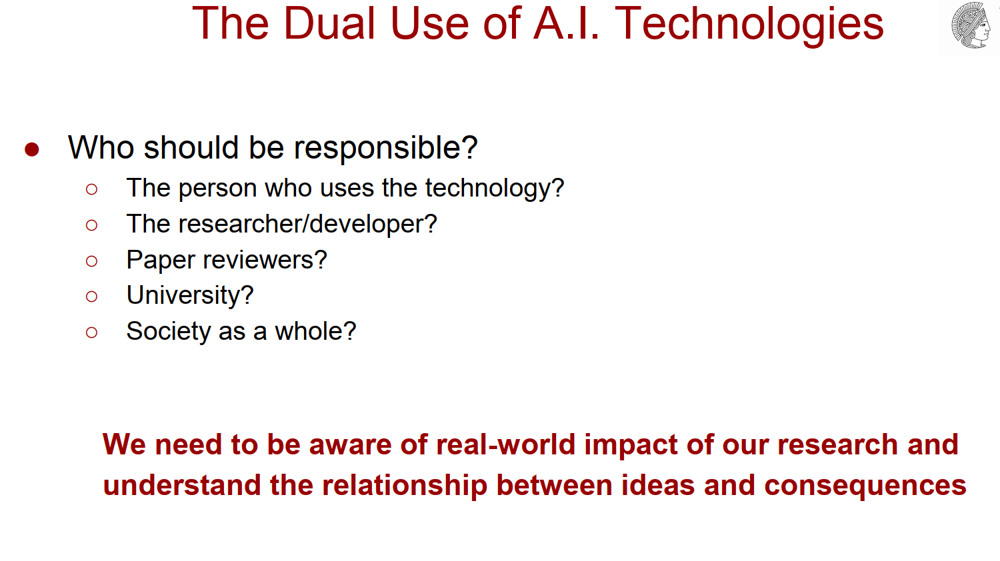 The Dual Use of A.I. Technologies
● Who should be responsible?
○ The person who uses the technology?
○ The researcher/developer?
○ Paper reviewers?
○ University?
○ Society as a whole?
We need to be aware of real-world impact of our research and
understand the relationship between ideas and consequences